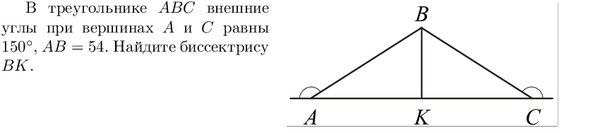 В треугольнике ABC внешние
углы при вершинах A и C равны
150°, AB = 54. Найдите биссектрису
BK.
B
A K C